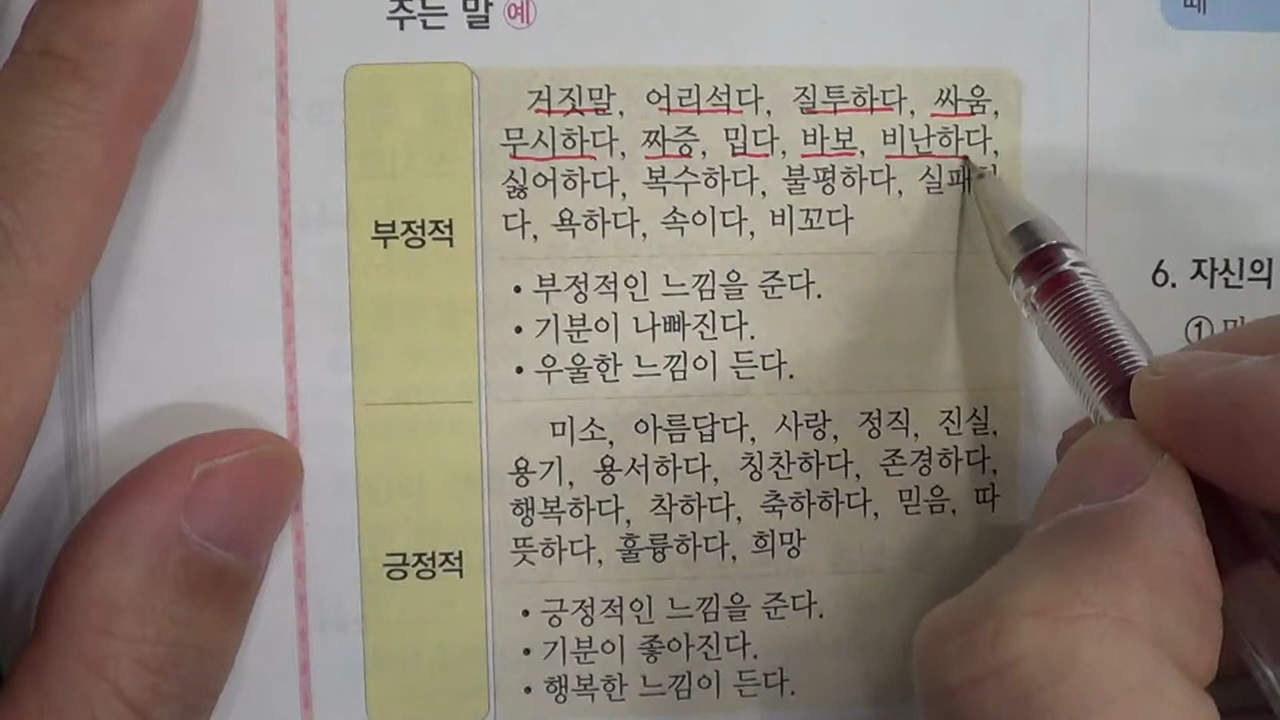 주는 말 예
때
거짓말, 어리석다, 질투하다, 싸움,
무시하다, 짜증, 밉다, 바보, 비난하다,
싫어하다, 복수하다, 불평하다, 실패하
다, 욕하다, 속이다, 비꼬다
부정적
• 부정적인 느낌을 준다.
• 기분이 나빠진다.
• 우울한 느낌이 든다.
미소, 아름답다, 사랑, 정직, 진실,
용기, 용서하다, 칭찬하다, 존경하다,
행복하다, 착하다, 축하하다, 믿음, 따
뜻하다, 훌륭하다, 희망
긍정적
• 긍정적인 느낌을 준다.
• 기분이 좋아진다.
• 행복한 느낌이 든다.
6. 자신의
①